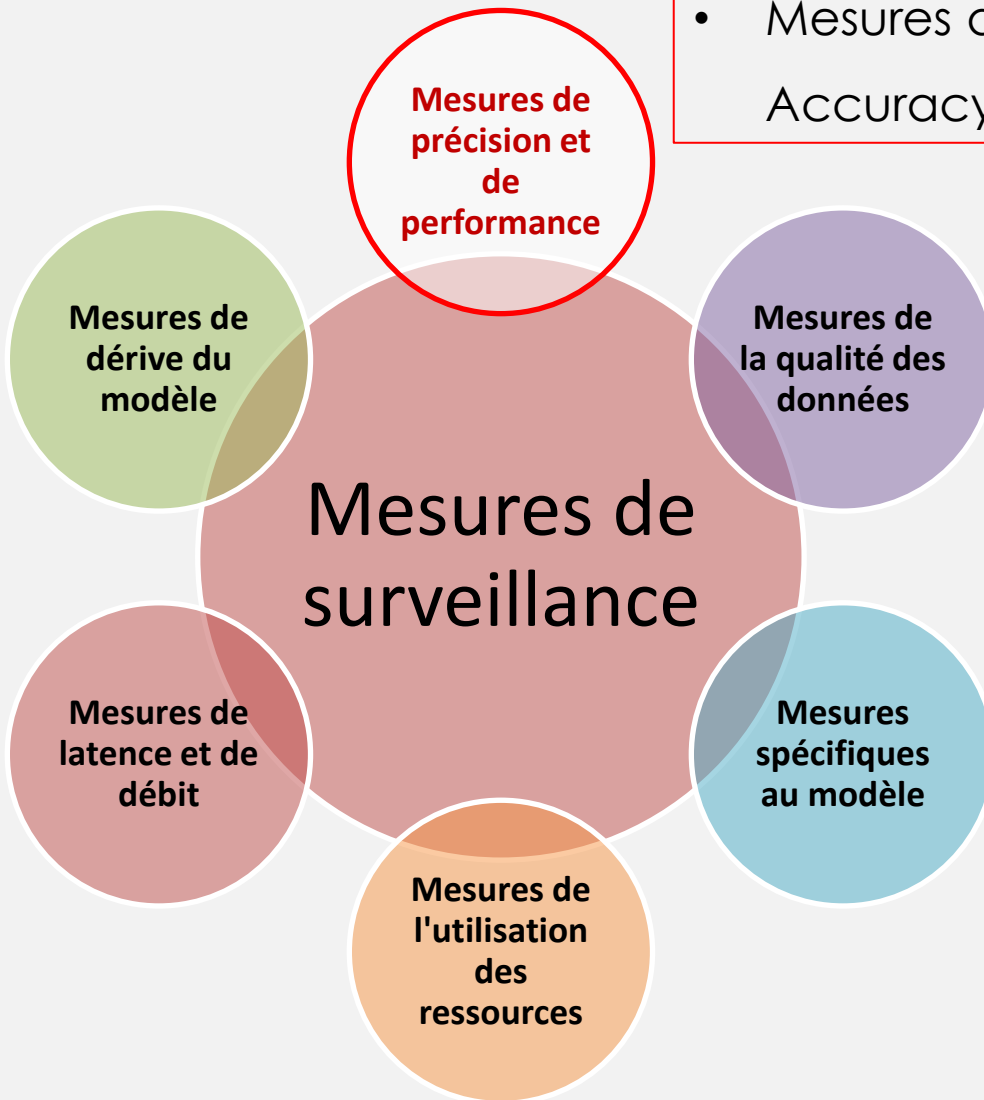 • Mesures
Accuracy
Mesures de
précision et
de
performance
Mesures de
dérive du
modèle
Mesures de
la qualité des
données
Mesures de
surveillance
Mesures de
latence et de
débit
Mesures
spécifiques
au modèle
Mesures de
l'utilisation
des
ressources